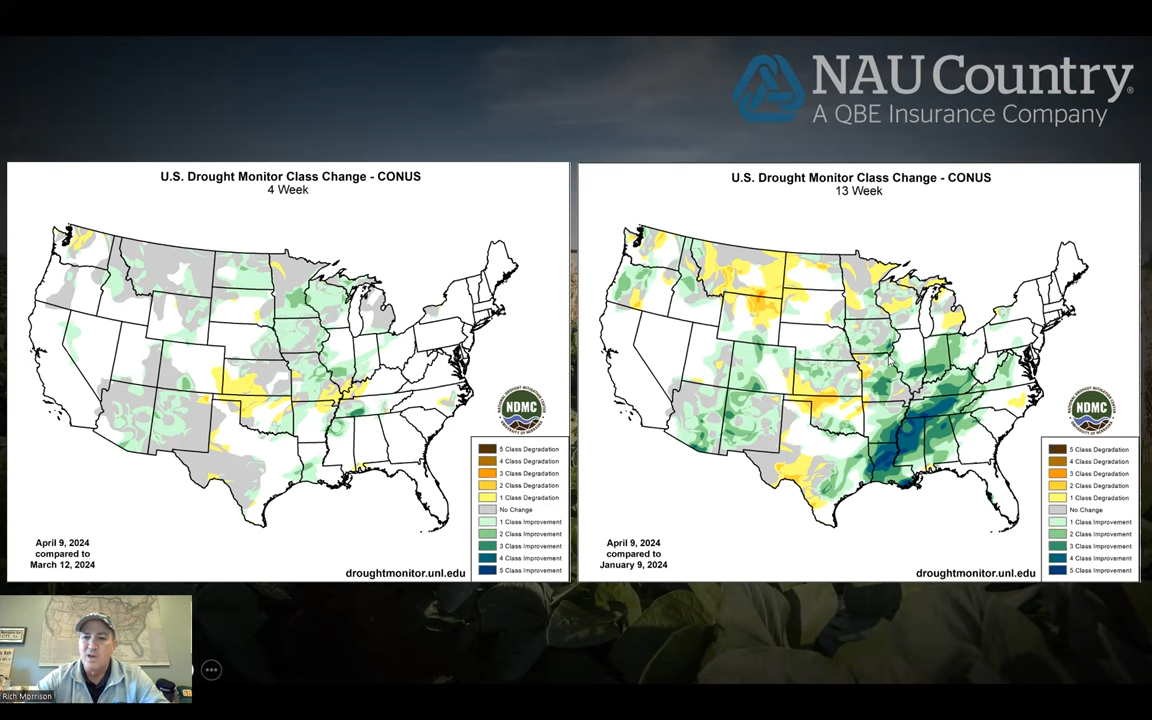 NAU Country®
A QBE Insurance Company
U.S. Drought Monitor Class Change - CONUS
4 Week
NDMC
5 Class Degradation
4 Class Degradation
3 Class Degradation
2 Class Degradation
1 Class Degradation
No Change
1 Class Improvement
2 Class Improvement
3 Class Improvement
4 Class Improvement
5 Class Improvement
April 9, 2024
compared to
March 12, 2024
droughtmonitor.unl.edu
U.S. Drought Monitor Class Change - CONUS
13 Week
NDMC
5 Class Degradation
4 Class Degradation
3 Class Degradation
2 Class Degradation
1 Class Degradation
No Change
1 Class Improvement
2 Class Improvement
3 Class Improvement
4 Class Improvement
5 Class Improvement
April 9, 2024
compared to
January 9, 2024
droughtmonitor.unl.edu
Rich Morrison